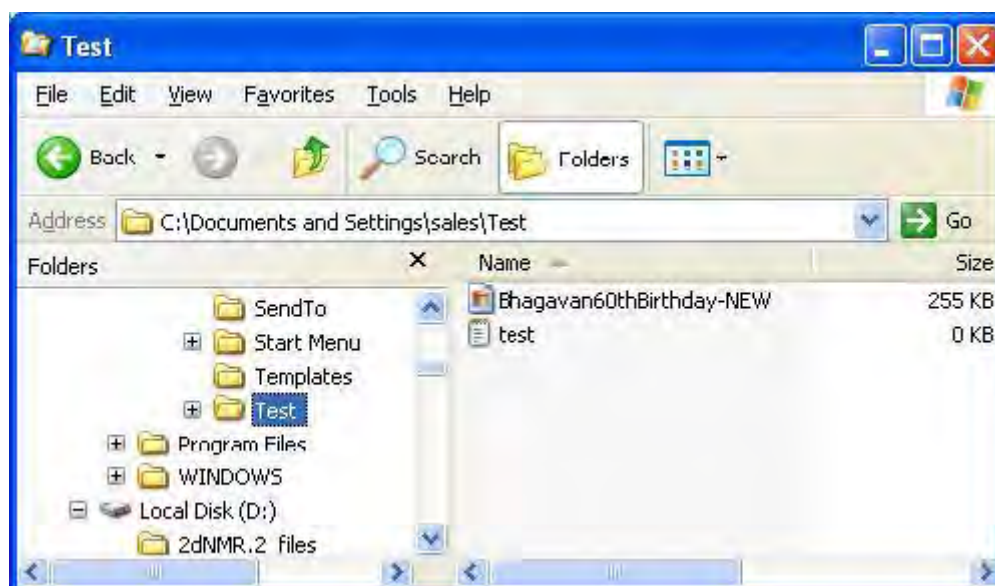 Test
File Edit View Favorites Tools Help
Back Search Folders
Address C:\Documents and Settings\sales\Test Go
Folders
SendTo
Start Menu
Templates
Test
Program Files
WINDOWS
Local Disk (D:)
2dNMR.2_files
Name Size
Bhagavan60thBirthday-NEW 255 KB
test 0 KB